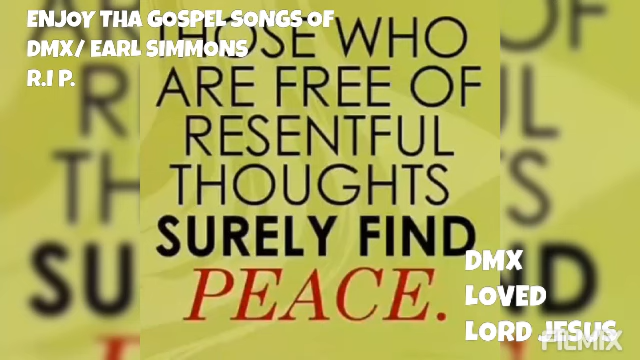 ENJOY THA GOSPEL SONGS OF
DMX/ EARL SIMMONS
R.I P.
THOSE WHO
ARE FREE OF
RESENTFUL
THOUGHTS
SURELY FIND
PEACE.
DMX
LOVED
LORD JESUS
FILMIX